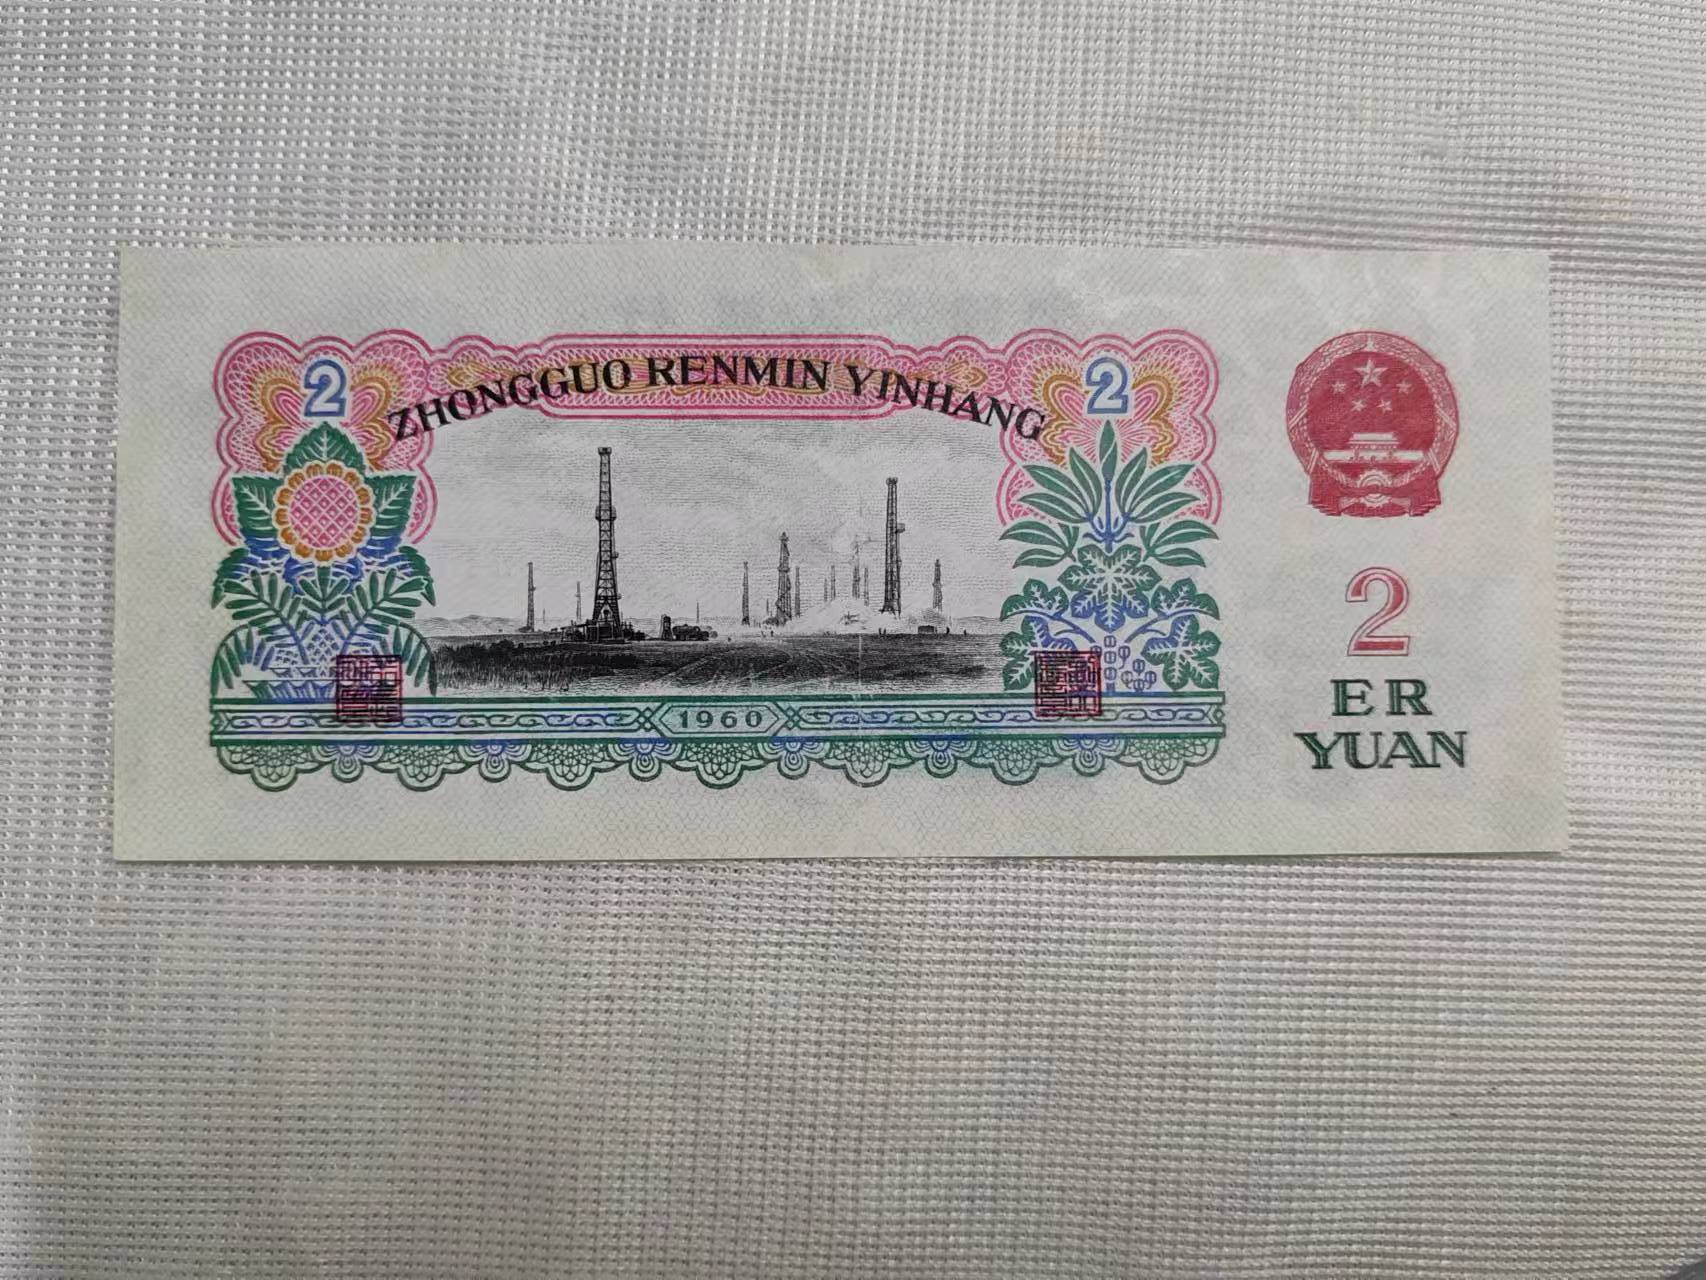 2 2
ZHONGGUO RENMIN YINHANG
1960
2
ER
YUAN